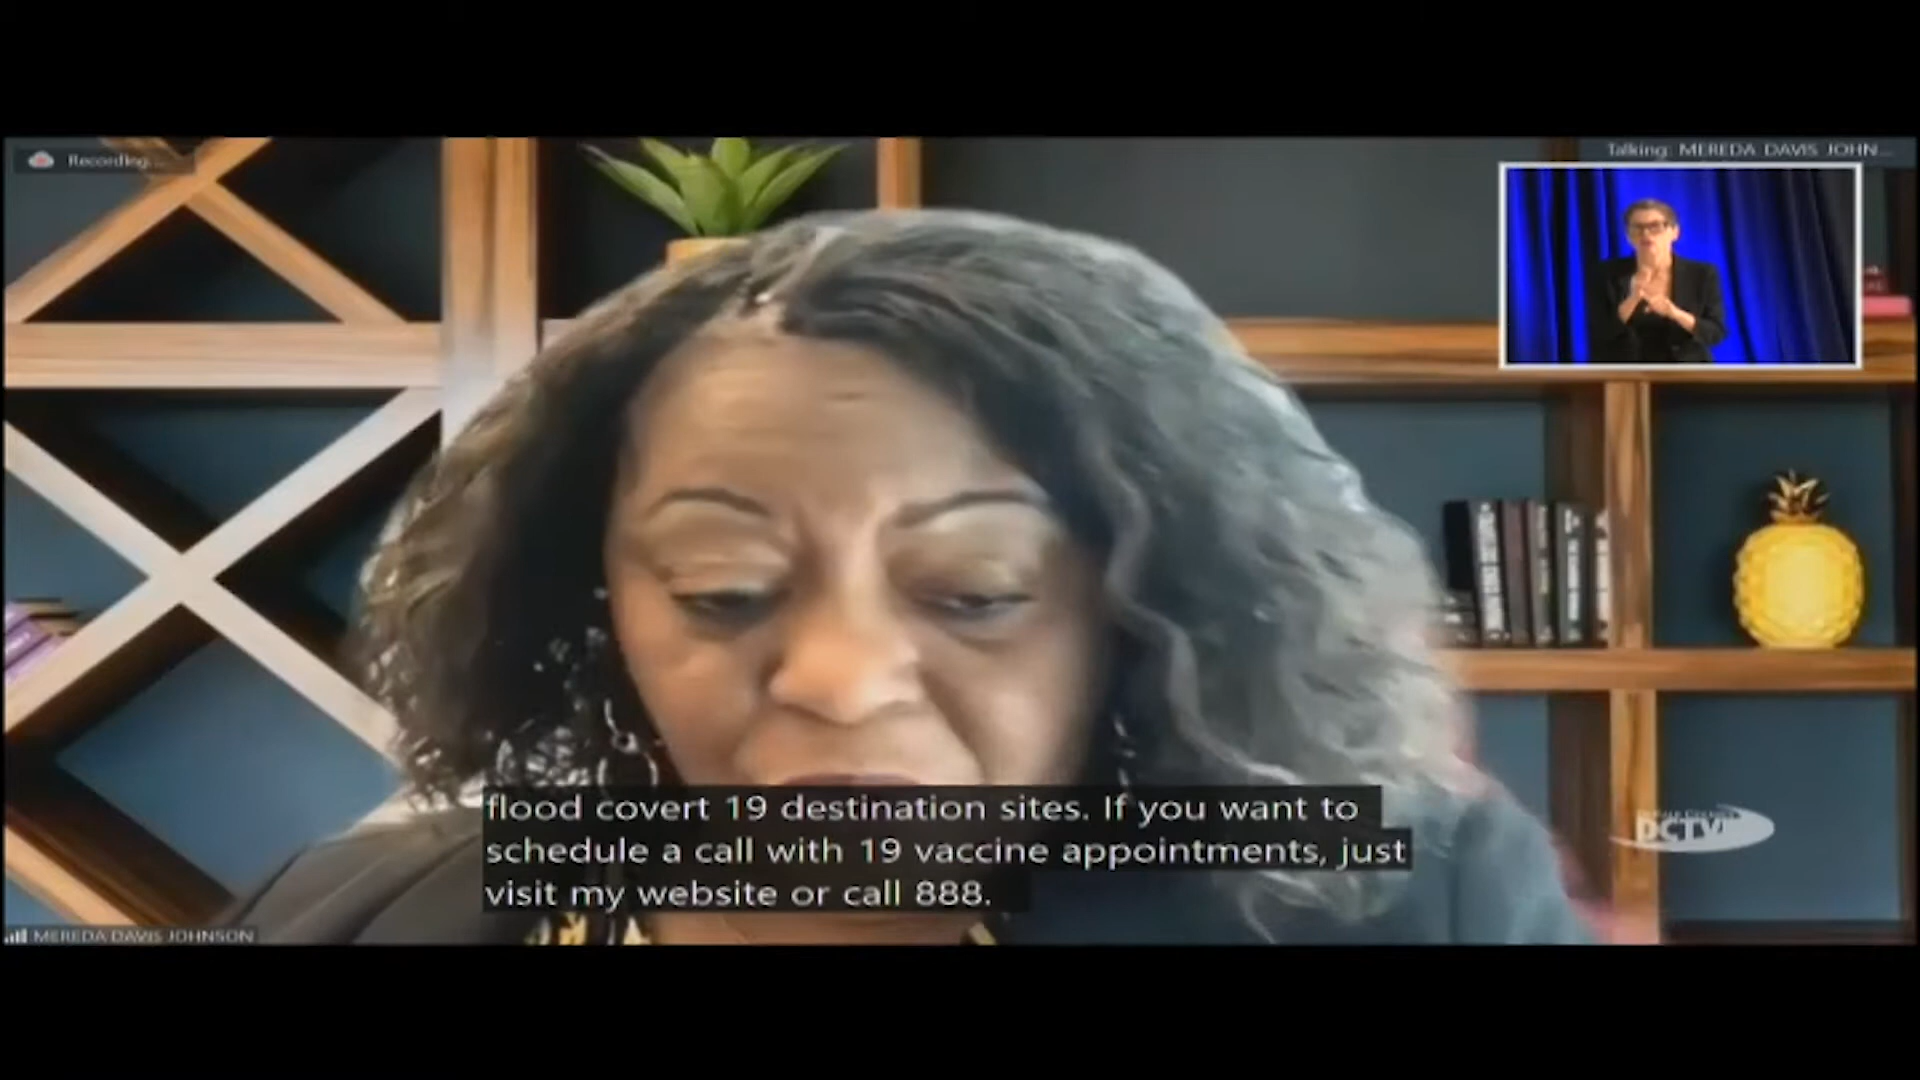 Recording...
Talking: MEREDA DAVIS JOHN...
flood covert 19 destination sites. If you want to
schedule a call with 19 vaccine appointments, just
visit my website or call 888.
DCTV
MEREDA DAVIS JOHNSON